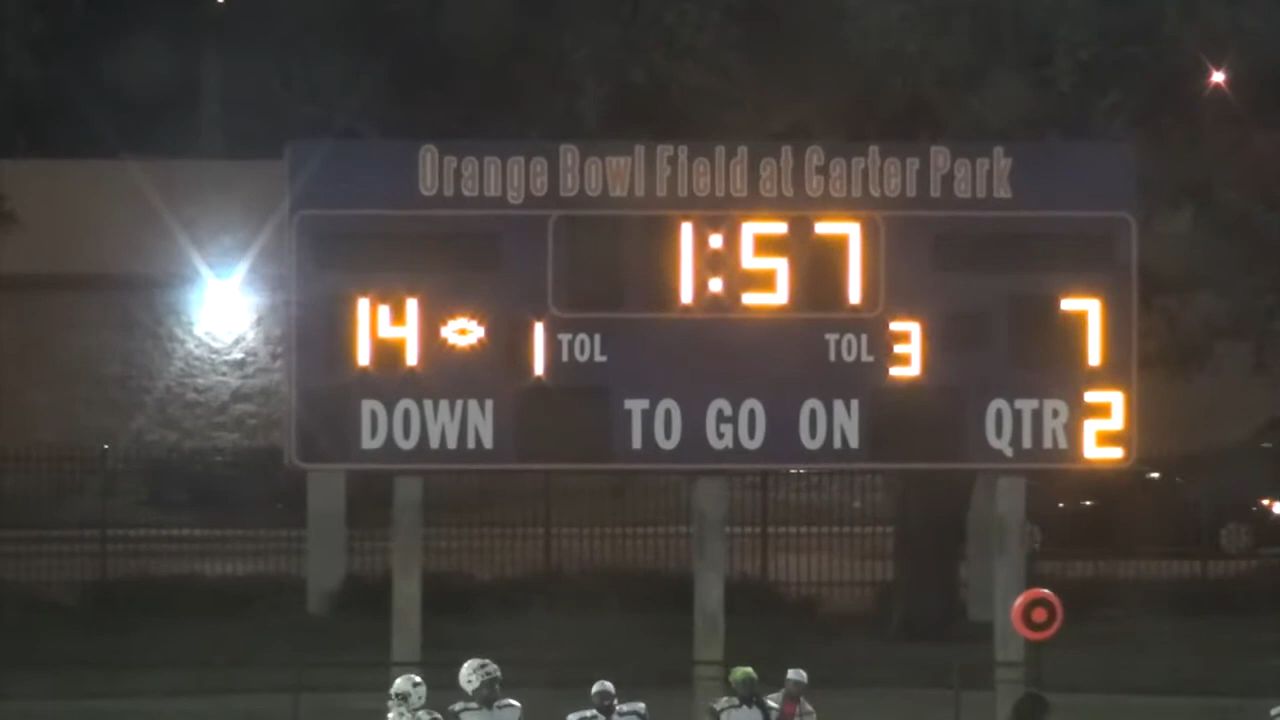 Orange Bowl Field at Carter Park
1:57
14 1 TOL TOL 3 7
DOWN TO GO ON QTR 2